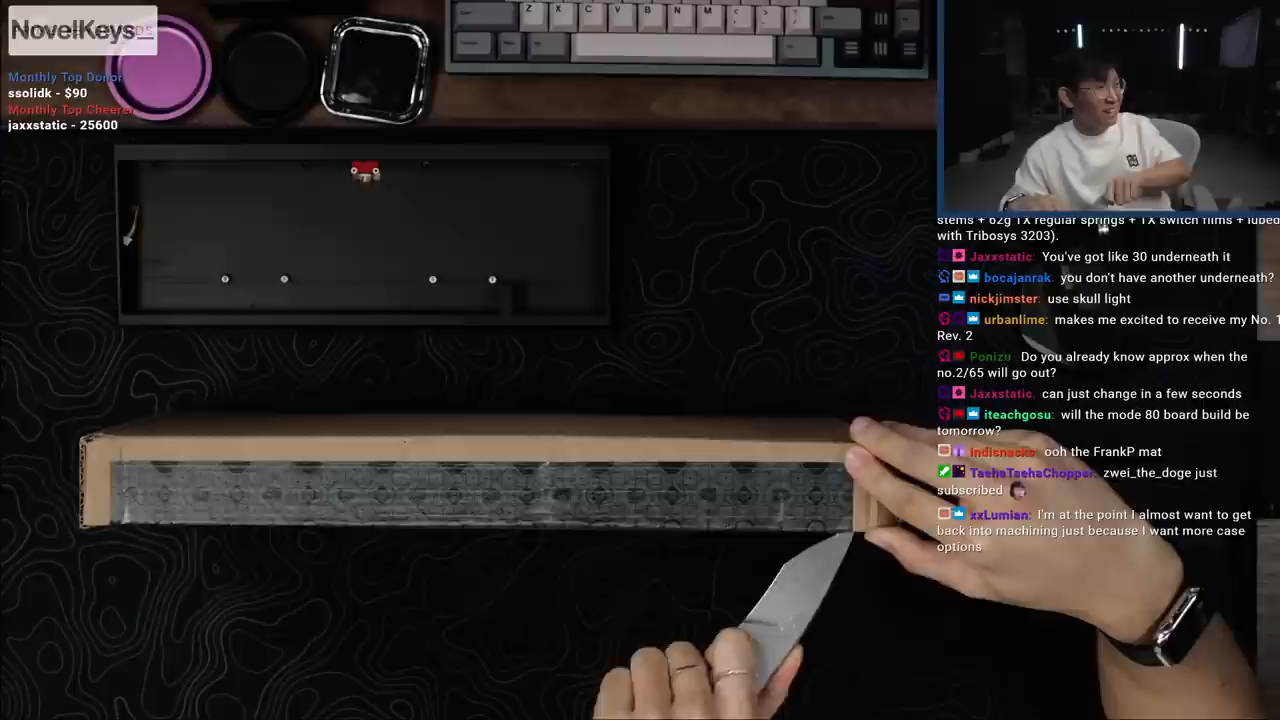 NovelKeys_
Monthly Top Donor
ssolidk - $90
Monthly Top Cheerer
jaxxstatic - 25600
Z X C V B N M
stems + 62g TX regular springs + TX switch films + lubed
with Tribosys 3203).
Jaxxstatic: You've got like 30 underneath it
bocajanrak: you don't have another underneath?
nickjimster: use skull light
urbanlime: makes me excited to receive my No. 1
Rev. 2
Ponizu Do you already know approx when the
no.2/65 will go out?
Jaxxstatic: can just change in a few seconds
iteachgosu: will the mode 80 board build be
tomorrow?
Indisnacks: ooh the FrankP mat
TaehaTaehaChopper: zwei_the_doge just
subscribed
xxLumian: I'm at the point I almost want to get
back into machining just because I want more case
options